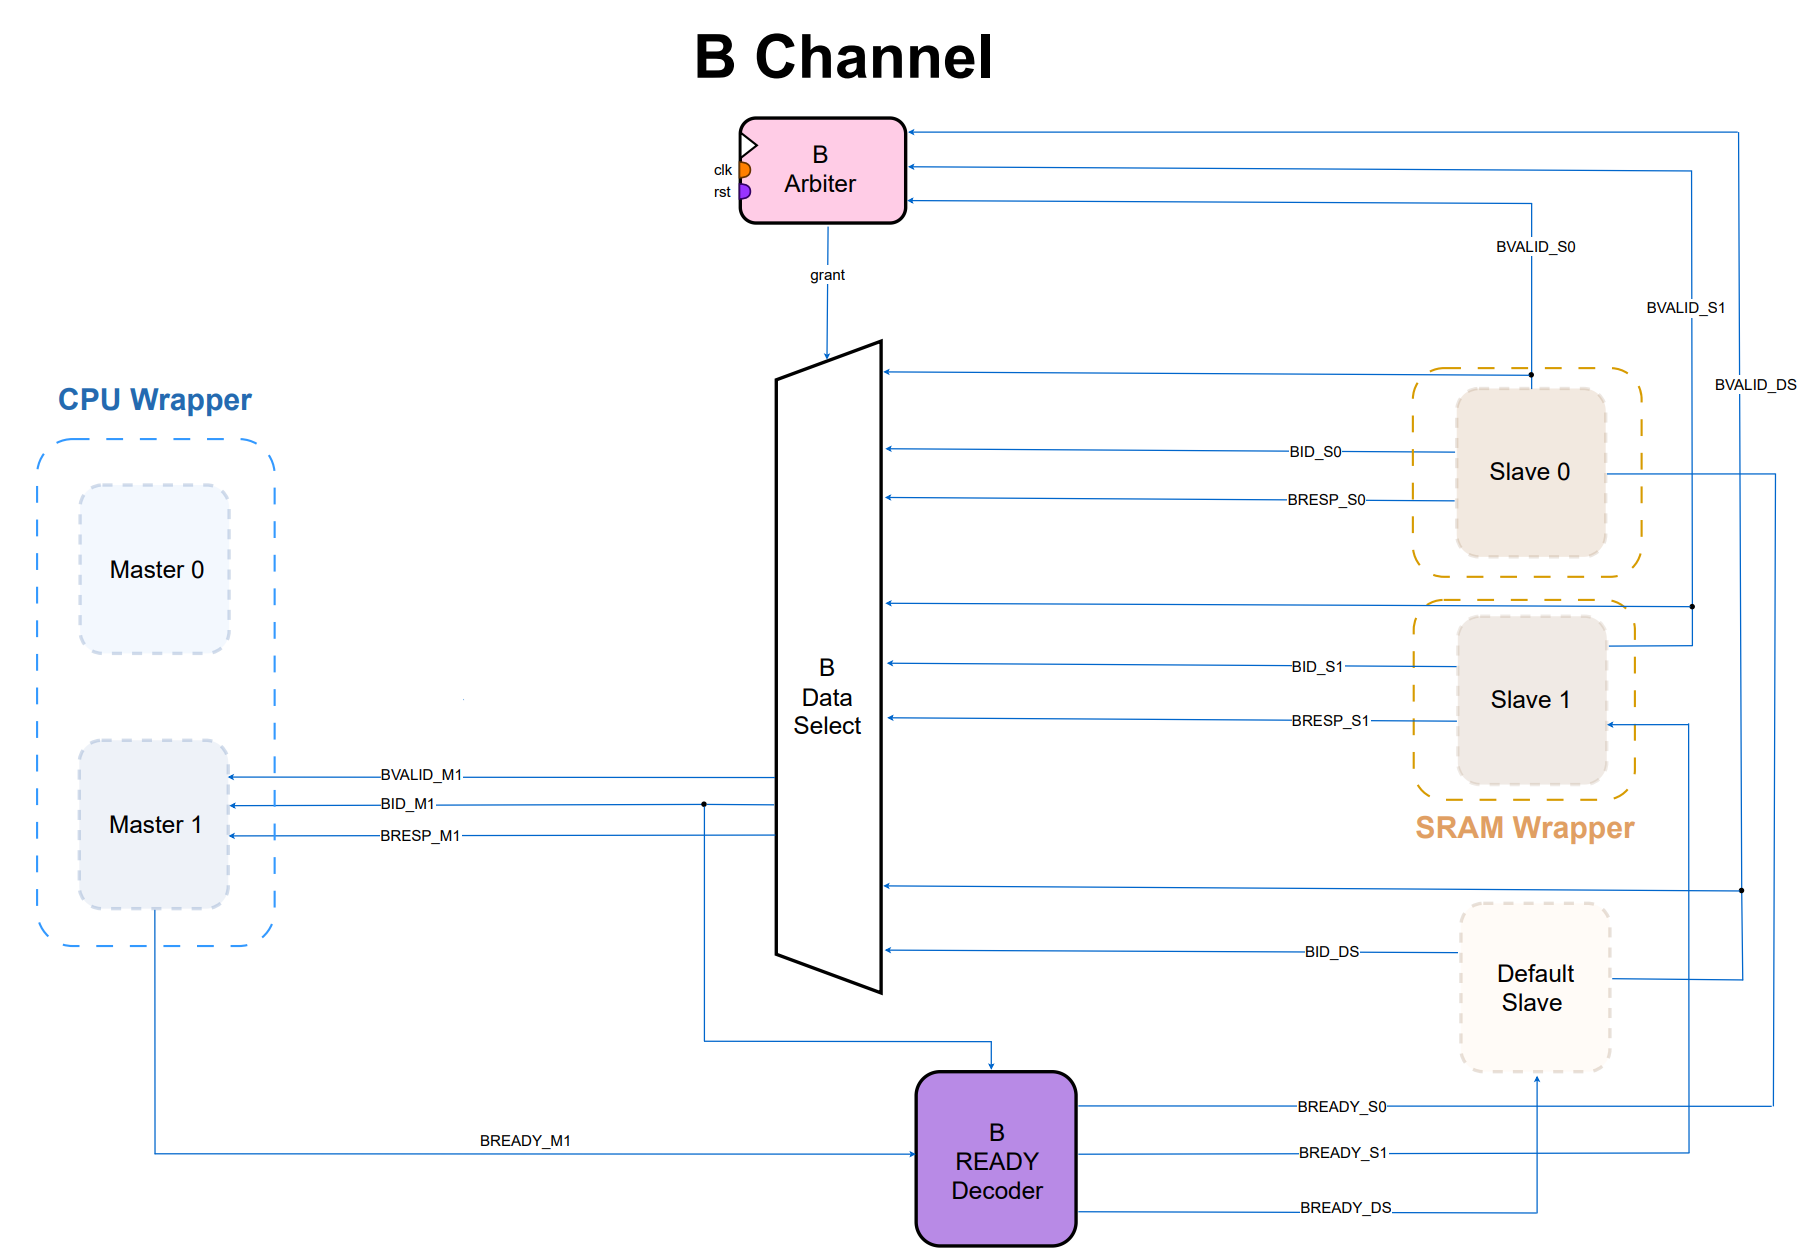 B Channel
B
Arbiter
clk
rst
grant
BVALID_S0
BVALID_S1
BVALID_DS
CPU Wrapper
Master 0
Master 1
B
Data
Select
BID_S0
BRESP_S0
Slave 0
BID_S1
BRESP_S1
Slave 1
SRAM Wrapper
BVALID_M1
BID_M1
BRESP_M1
BID_DS
Default
Slave
BREADY_M1
B
READY
Decoder
BREADY_S0
BREADY_S1
BREADY_DS